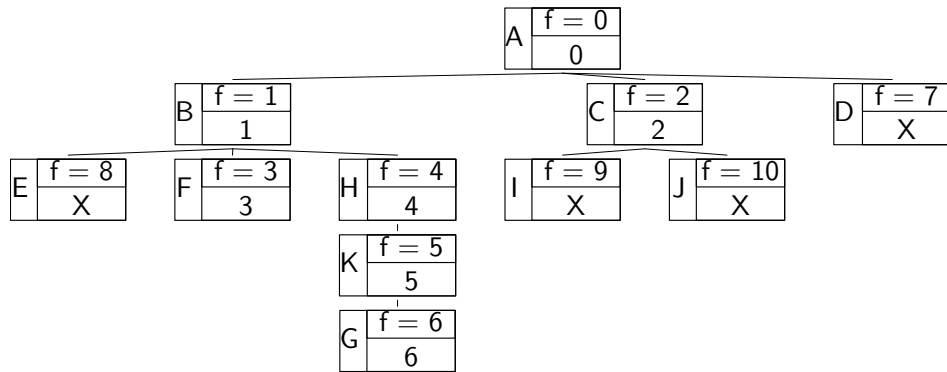 A f = 0
0
B f = 1
1
C f = 2
2
D f = 7
X
E f = 8
X
F f = 3
3
H f = 4
4
I f = 9
X
J f = 10
X
K f = 5
5
G f = 6
6